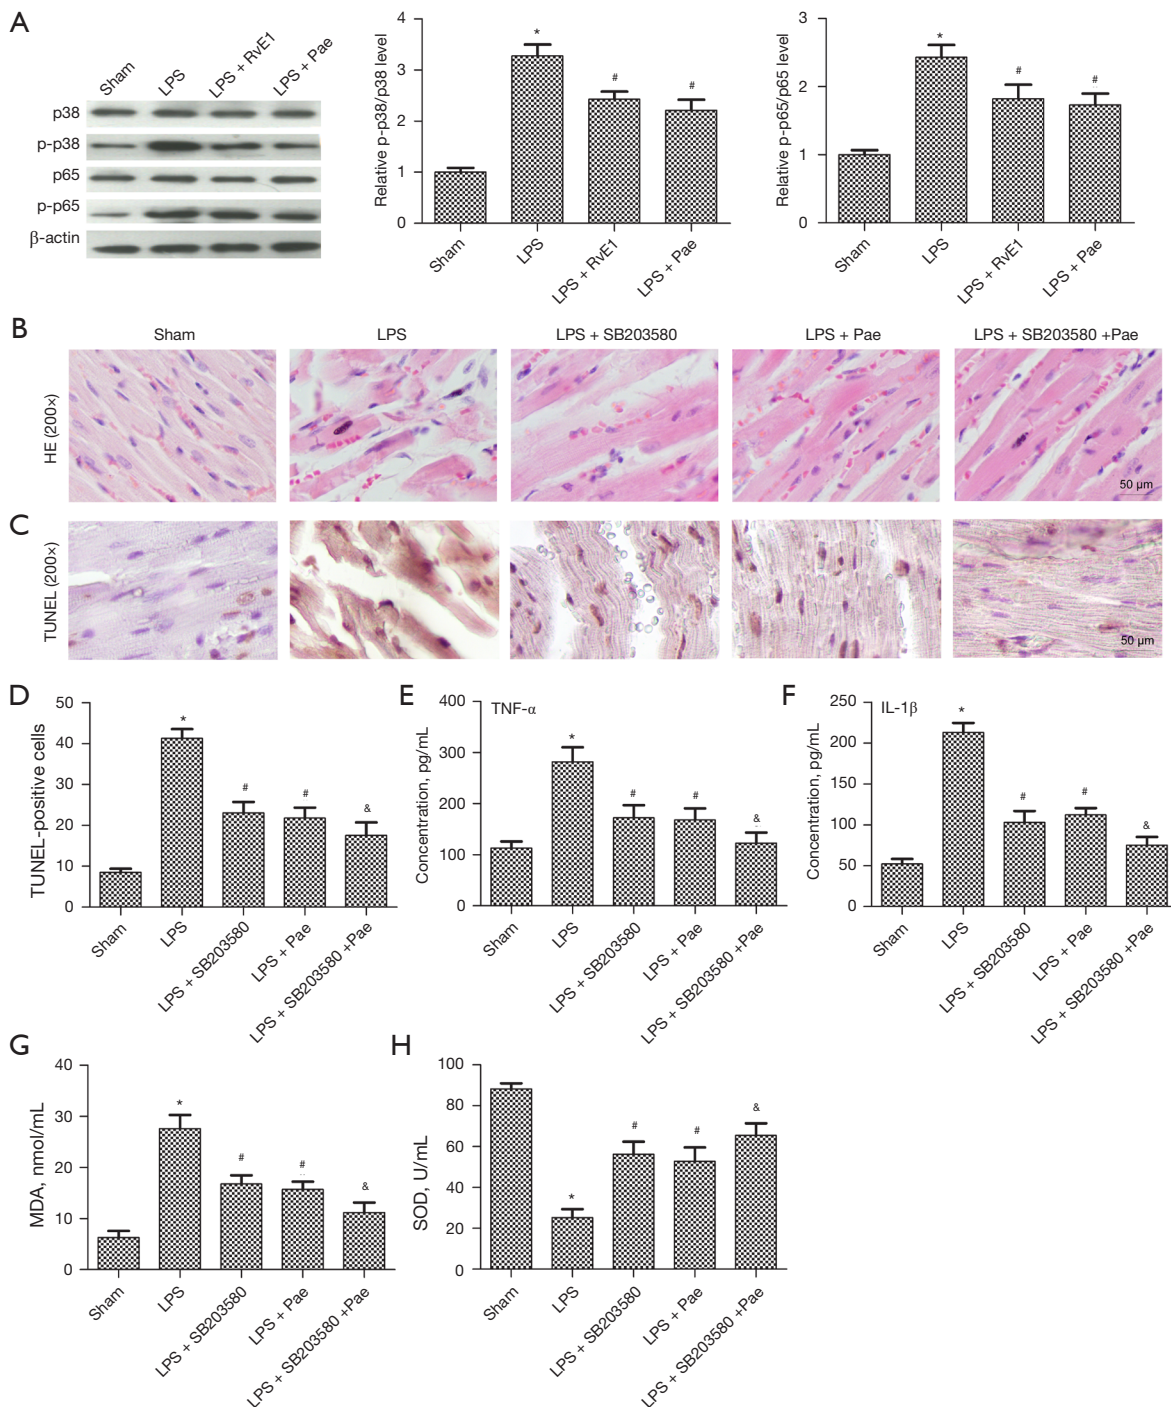 A
Sham
LPS
LPS + RvE1
LPS + Pae
p38
p-p38
p65
p-p65
β-actin
Relative p-p38/p38 level
4
3
2
1
0
*
#
#
Sham
LPS
LPS + RvE1
LPS + Pae
Relative p-p65/p65 level
3
2
1
0
*
#
#
Sham
LPS
LPS + RvE1
LPS + Pae
B
Sham
LPS
LPS + SB203580
LPS + Pae
LPS + SB203580 +Pae
HE (200×)
50 μm
C
TUNEL (200×)
50 μm
D
TUNEL-positive cells
50
40
30
20
10
0
*
#
#
&
Sham
LPS
LPS + SB203580
LPS + Pae
LPS + SB203580 +Pae
E
TNF-α
Concentration, pg/mL
400
300
200
100
0
*
#
#
&
Sham
LPS
LPS + SB203580
LPS + Pae
LPS + SB203580 +Pae
F
IL-1β
Concentration, pg/mL
250
200
150
100
50
0
*
#
#
&
Sham
LPS
LPS + SB203580
LPS + Pae
LPS + SB203580 +Pae
G
MDA, nmol/mL
40
30
20
10
0
*
#
#
&
Sham
LPS
LPS + SB203580
LPS + Pae
LPS + SB203580 +Pae
H
SOD, U/mL
100
80
60
40
20
0
*
#
#
&
Sham
LPS
LPS + SB203580
LPS + Pae
LPS + SB203580 +Pae